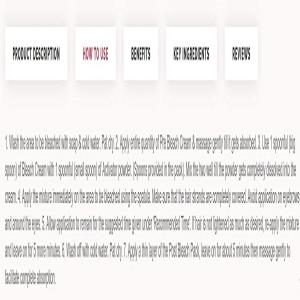 PRODUCT DESCRIPTION
HOW TO USE
BENEFITS
KEY INGREDIENTS
REVIEWS
1. Wash the area to be bleached with soap & cold water. Pat dry. 2. Apply entire quantity of Pre Bleach Cream & massage gently till it gets absorbed. 3. Use 1 spoonful (big
spoon) of Bleach Cream with 1 spoonful (small spoon) of Activator powder. (Spoons provided in the pack). Mix the two well till the powder gets completely dissolved into the
cream. 4. Apply the mixture immediately on the area to be bleached using the spatula. Make sure that the hair strands are completely covered. Avoid application on eyebrows
and around the eyes. 5. Allow application to remain for the suggested time given under 'Recommended Time'. If hair is not lightened as much as desired, re-apply the mixture
and leave on for 5 more minutes. 6. Wash off with cold water. Pat dry. 7. Apply a thin layer of the Post Bleach Pack, leave on for about 5 minutes then massage gently to
facilitate complete absorption.